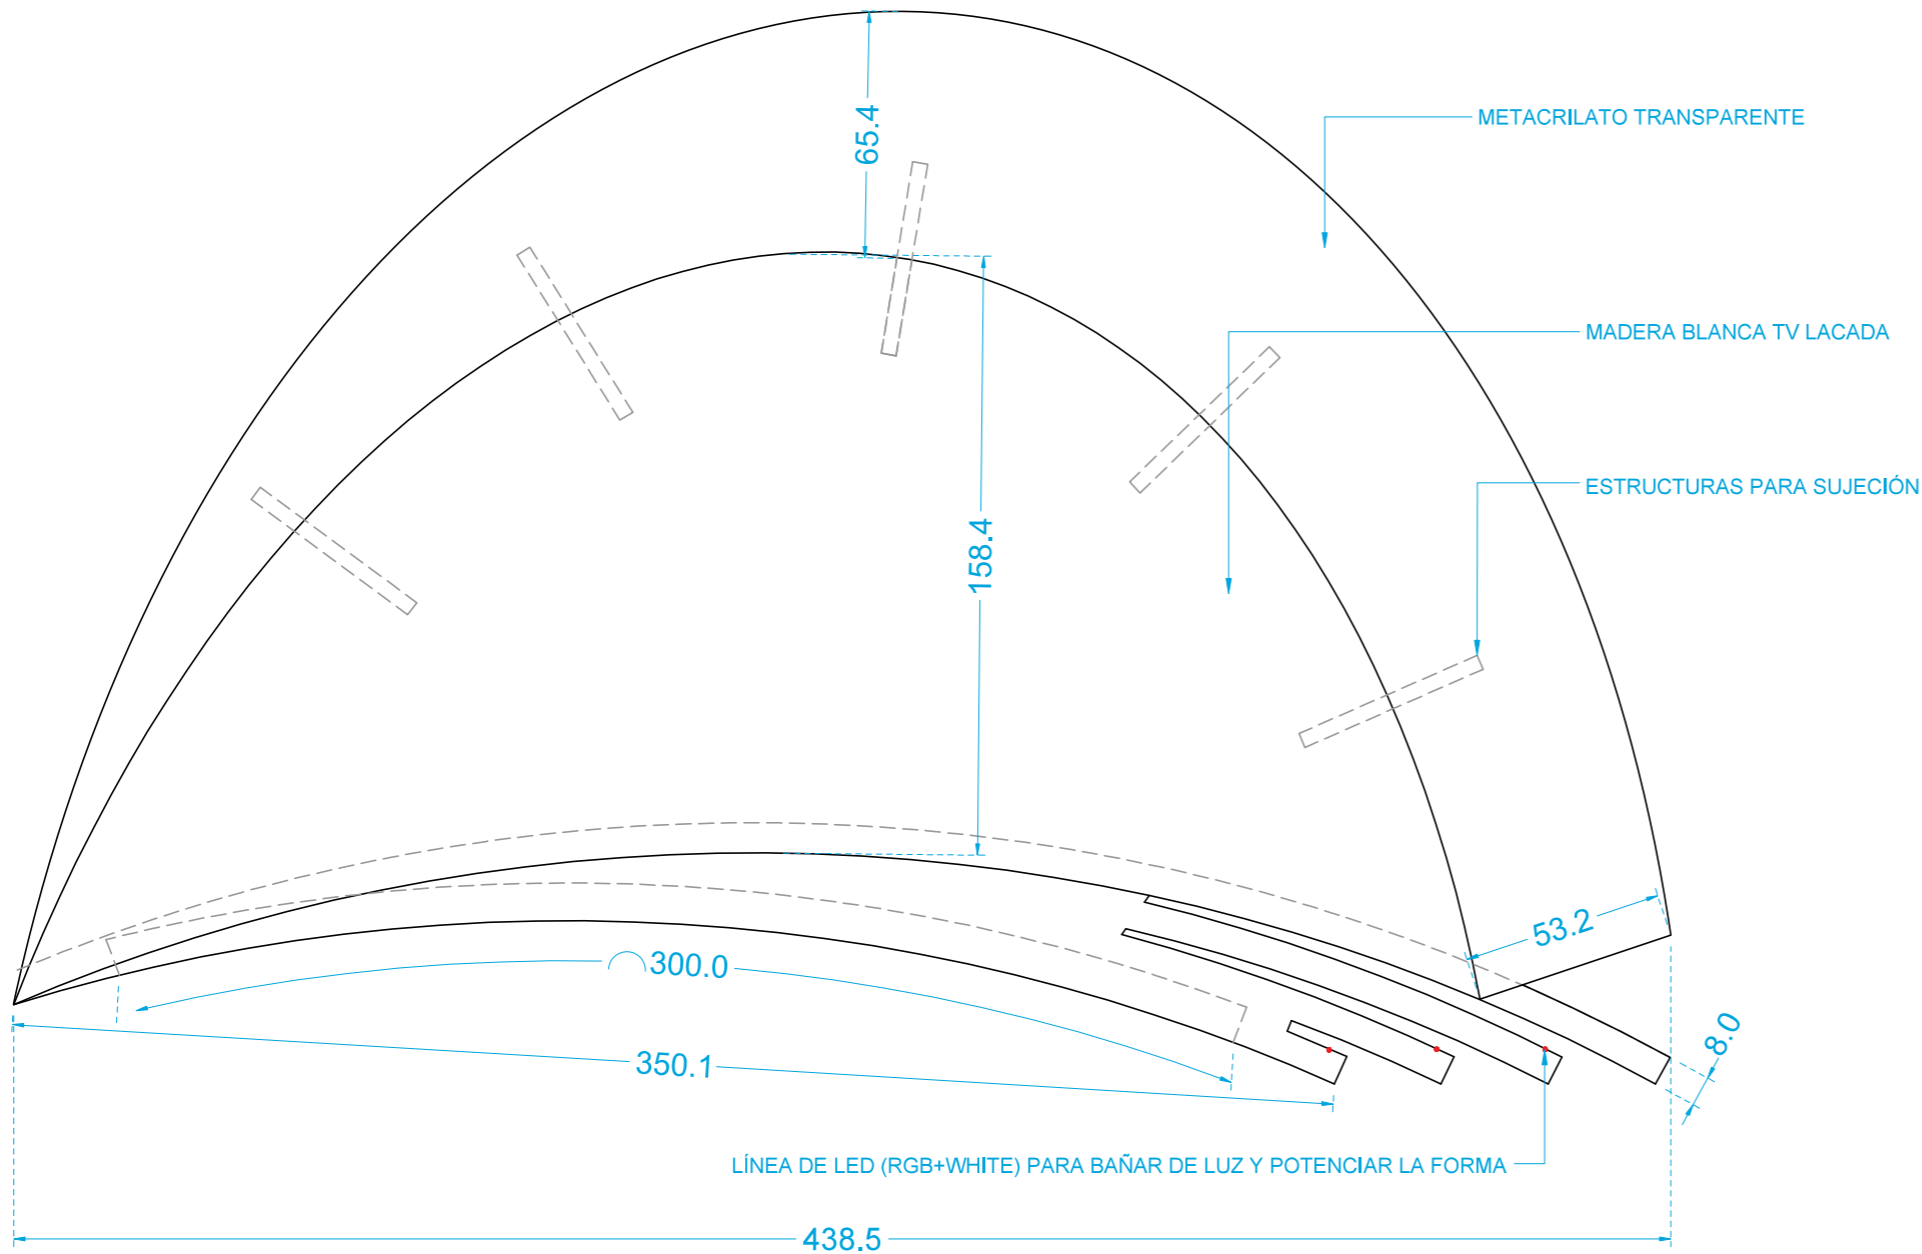 65.4
METACRILATO TRANSPARENTE
MADERA BLANCA TV LACADA
ESTRUCTURAS PARA SUJECIÓN
158.4
53.2
300.0
8.0
350.1
LÍNEA DE LED (RGB+WHITE) PARA BAÑAR DE LUZ Y POTENCIAR LA FORMA
438.5